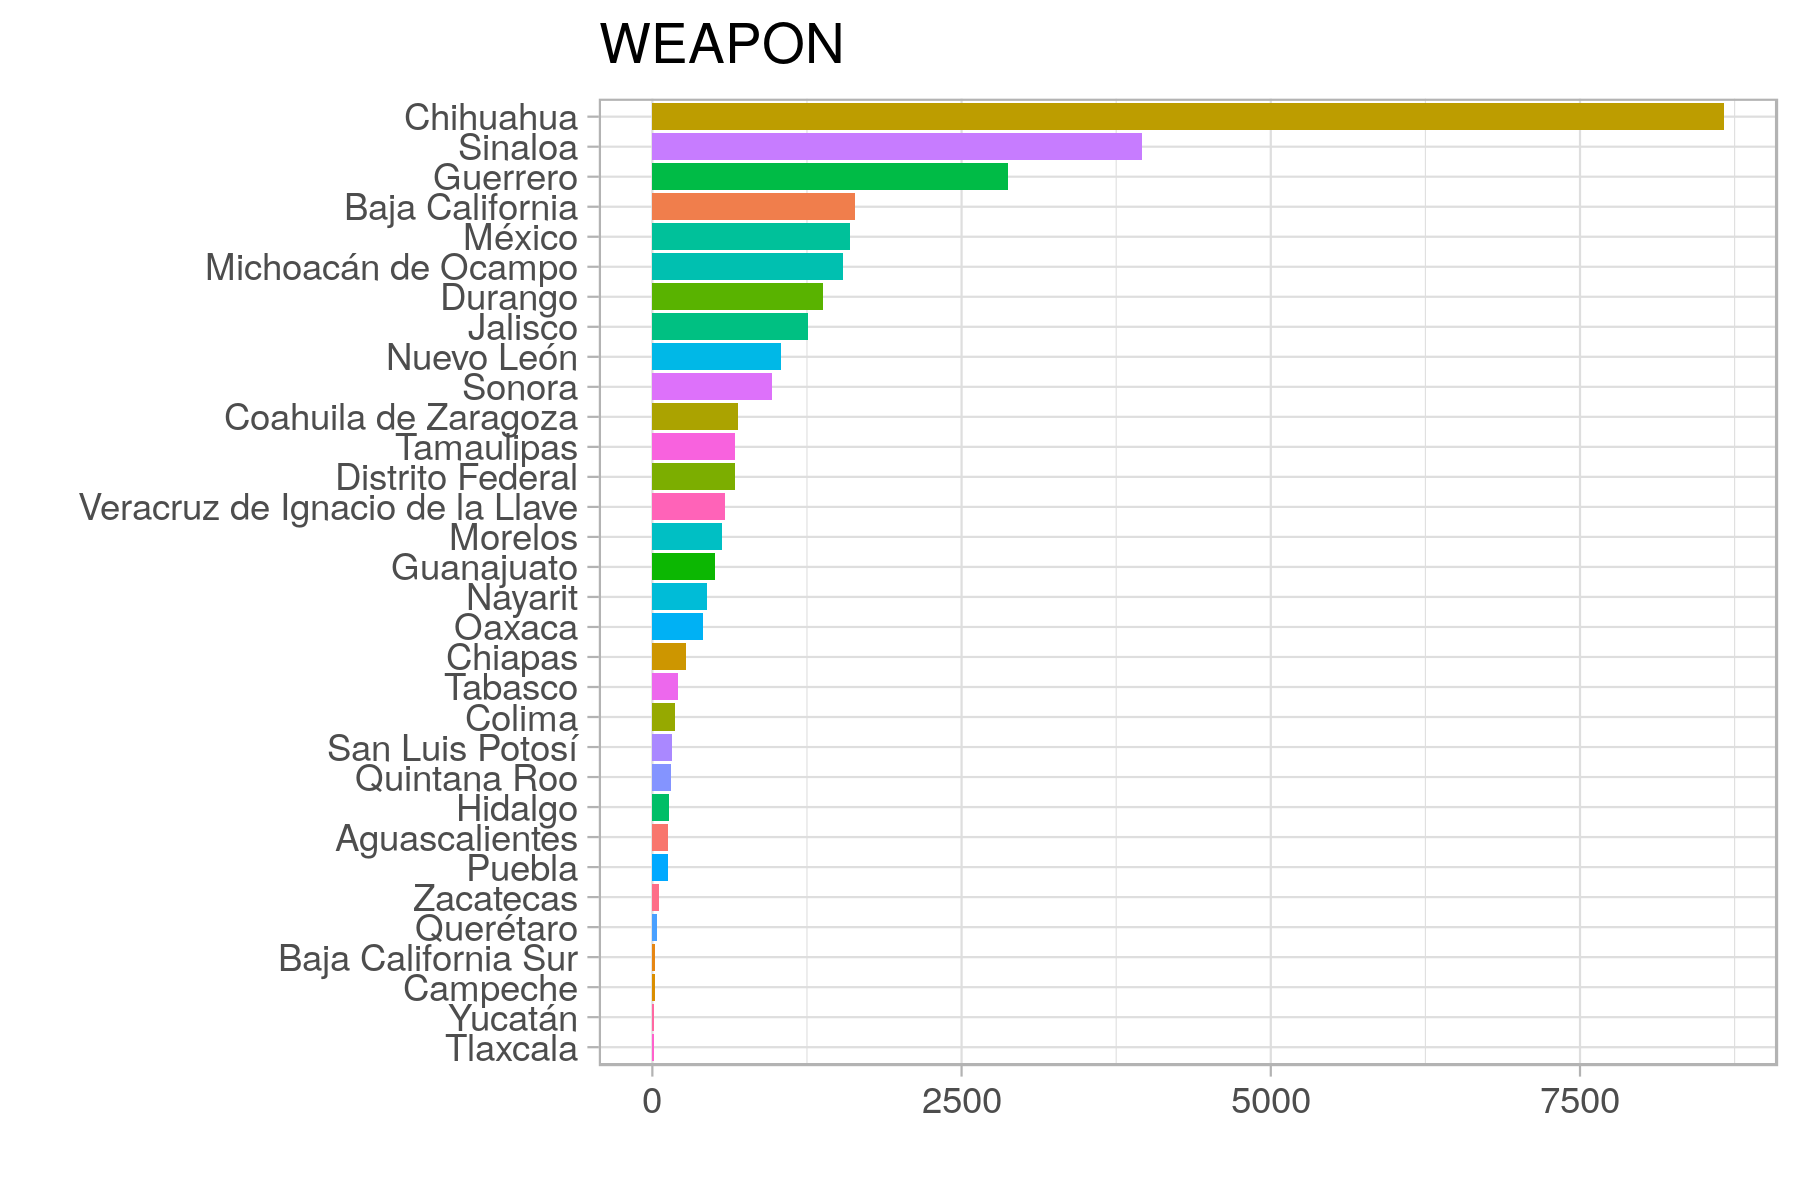 WEAPON
Chihuahua
Sinaloa
Guerrero
Baja California
México
Michoacán de Ocampo
Durango
Jalisco
Nuevo León
Sonora
Coahuila de Zaragoza
Tamaulipas
Distrito Federal
Veracruz de Ignacio de la Llave
Morelos
Guanajuato
Nayarit
Oaxaca
Chiapas
Tabasco
Colima
San Luis Potosí
Quintana Roo
Hidalgo
Aguascalientes
Puebla
Zacatecas
Querétaro
Baja California Sur
Campeche
Yucatán
Tlaxcala
0 2500 5000 7500